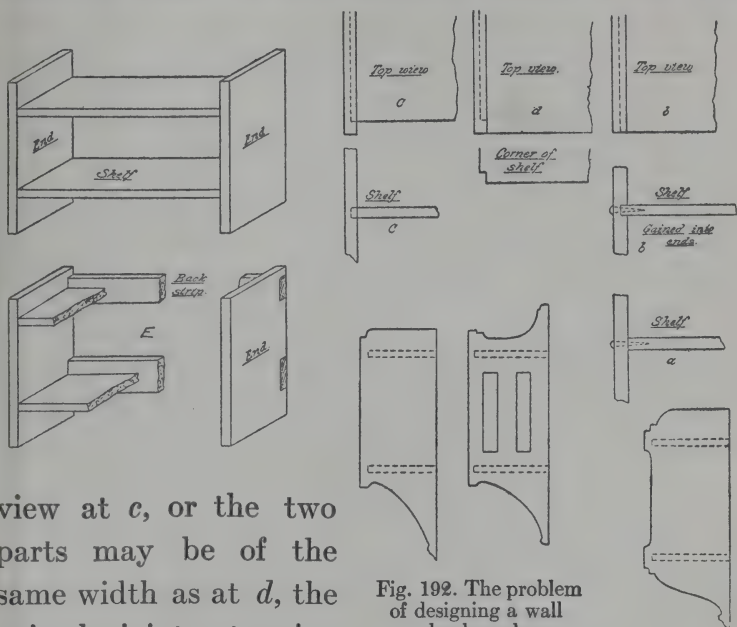 End
End
Shelf
Top view
c
Top view.
d
Top view
b
Corner of
shelf
Shelf
c
Shelf
Gained into
b ends.
Back
strip.
E
End
Shelf
a
view at c, or the two
parts may be of the
same width as at d, the
Fig. 192. The problem
of designing a wall